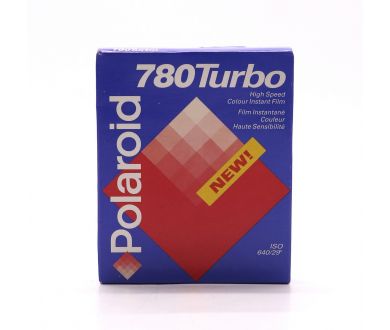 780Turbo
High Speed
Colour Instant Film
Film Instantané
Couleur
Haute Sensibilité
Polaroid
NEW!
ISO
640/29°